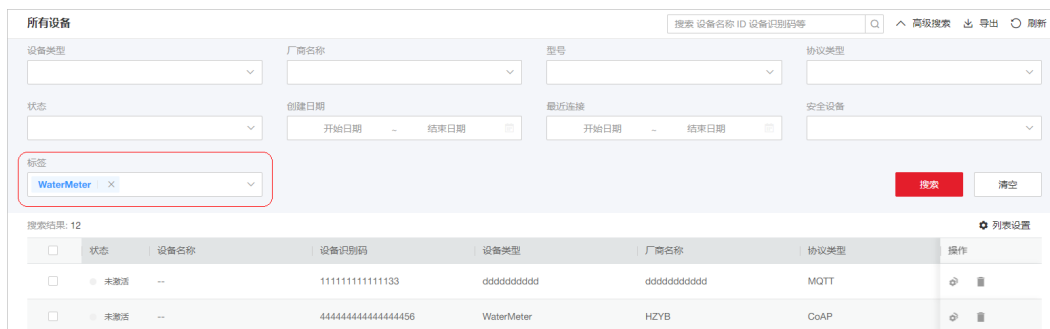 所有设备 搜索 设备名称 ID 设备识别码等 高级搜索 导出 刷新
设备类型 厂商名称 型号 协议类型
状态 创建日期 最近连接 安全设备
开始日期 ~ 结束日期 开始日期 ~ 结束日期
标签
WaterMeter × 搜索 清空
搜索结果: 12 列表设置
状态 设备名称 设备识别码 设备类型 厂商名称 协议类型 操作
未激活 -- 111111111111133 dddddddddd ddddddddddd MQTT
未激活 -- 444444444444444456 WaterMeter HZYB CoAP